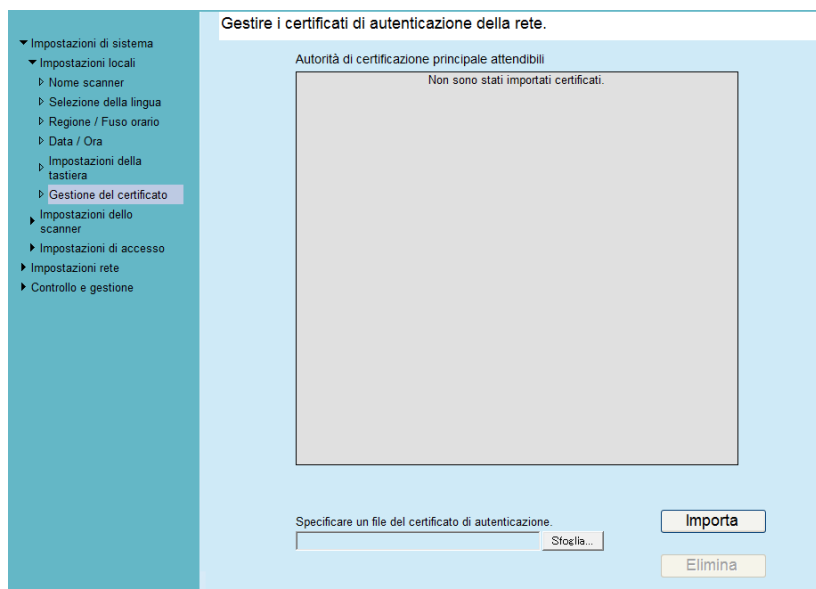 Gestire i certificati di autenticazione della rete.
Impostazioni di sistema
Impostazioni locali
Nome scanner
Selezione della lingua
Regione / Fuso orario
Data / Ora
Impostazioni della
tastiera
Gestione del certificato
Impostazioni dello
scanner
Impostazioni di accesso
Impostazioni rete
Controllo e gestione
Autorità di certificazione principale attendibili
Non sono stati importati certificati.
Specificare un file del certificato di autenticazione.
Sfoglia...
Importa
Elimina